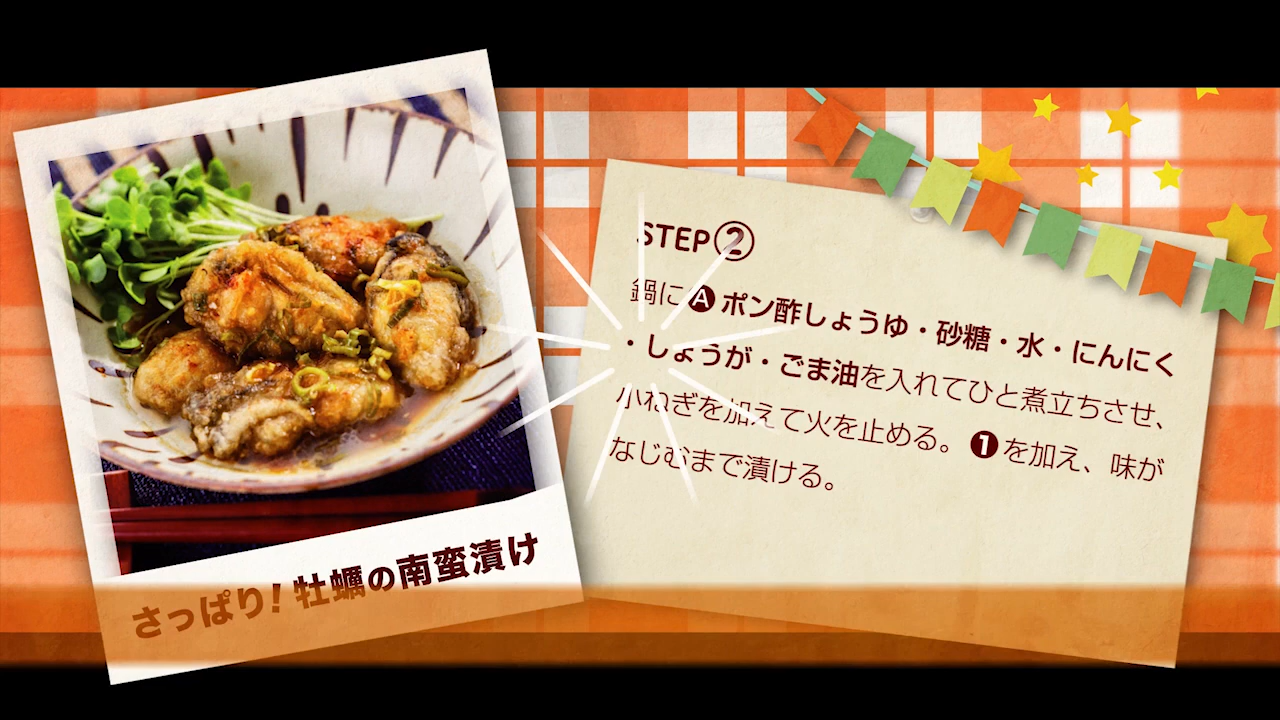 さっぱり! 牡蠣の南蛮漬け
STEP②
鍋にAポン酢しょうゆ・砂糖・水・にんにく
・しょうが・ごま油を入れてひと煮立ちさせ、
小ねぎを加えて火を止める。❶を加え、味が
なじむまで漬ける。